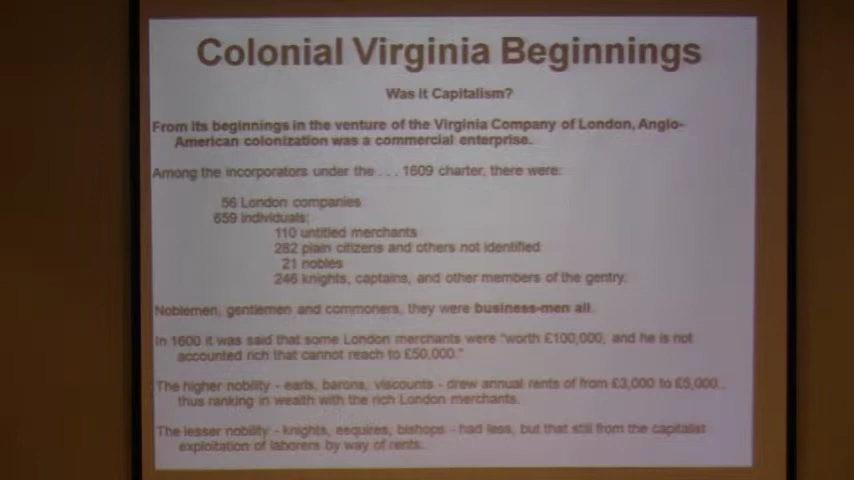 Colonial Virginia Beginnings
Was It Capitalism?
From its beginnings in the venture of the Virginia Company of London, Anglo-
American colonization was a commercial enterprise.
Among the incorporators under the . . . 1609 charter, there were:
56 London companies
659 individuals:
110 untitled merchants
282 plain citizens and others not identified
21 nobles
246 knights, captains, and other members of the gentry.
Noblemen, gentlemen and commoners, they were business-men all.
In 1600 it was said that some London merchants were "worth £100,000, and he is not
accounted rich that cannot reach to £50,000."
The higher nobility - earls, barons, viscounts - drew annual rents of from £3,000 to £5,000.,
thus ranking in wealth with the rich London merchants.
The lesser nobility - knights, esquires, bishops - had less, but that still from the capitalist
exploitation of laborers by way of rents.